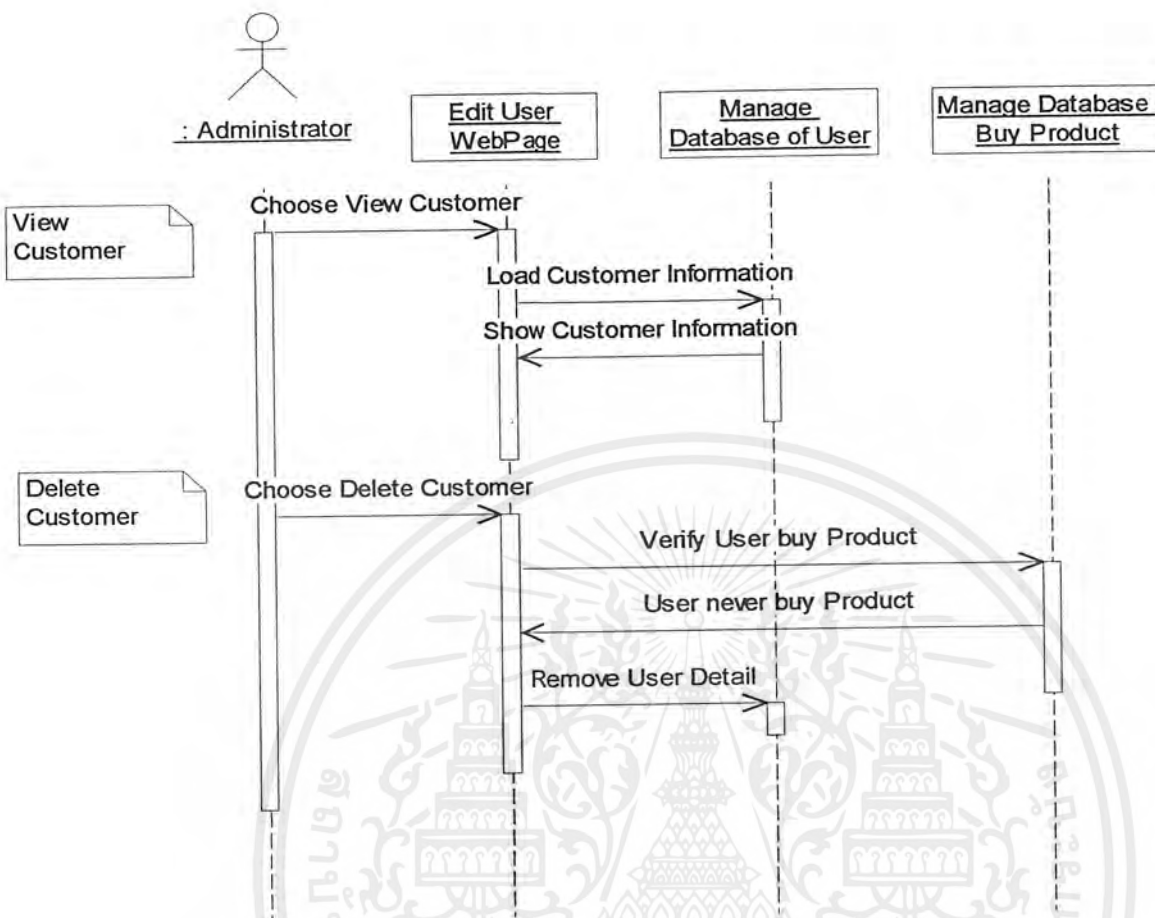 : Administrator
Edit User
WebPage
Manage
Database of User
Manage Database
Buy Product
View
Customer
Choose View Customer
Load Customer Information
Show Customer Information
Delete
Customer
Choose Delete Customer
Verify User buy Product
User never buy Product
Remove User Detail